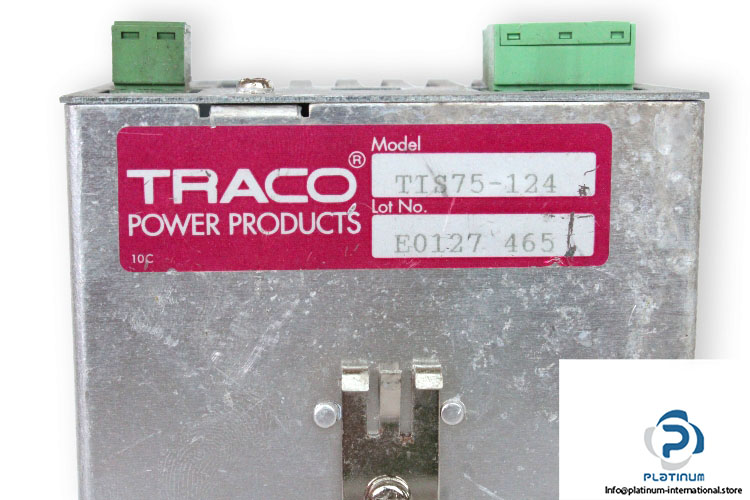 TRACO®
POWER PRODUCTS
10C
Model
TIS75-124
Lot No.
E0127 465
PLATINUM
Info@platinum-international.store